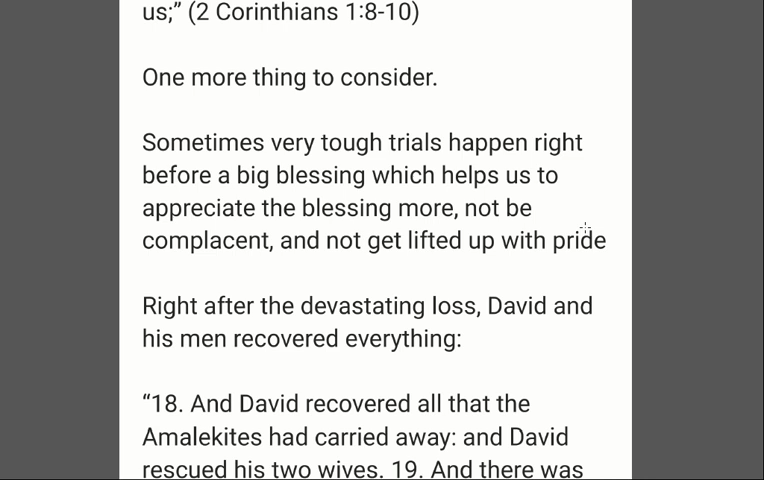 us;” (2 Corinthians 1:8-10)
One more thing to consider.
Sometimes very tough trials happen right
before a big blessing which helps us to
appreciate the blessing more, not be
complacent, and not get lifted up with pride
Right after the devastating loss, David and
his men recovered everything:
“18. And David recovered all that the
Amalekites had carried away: and David
rescued his two wives. 19. And there was